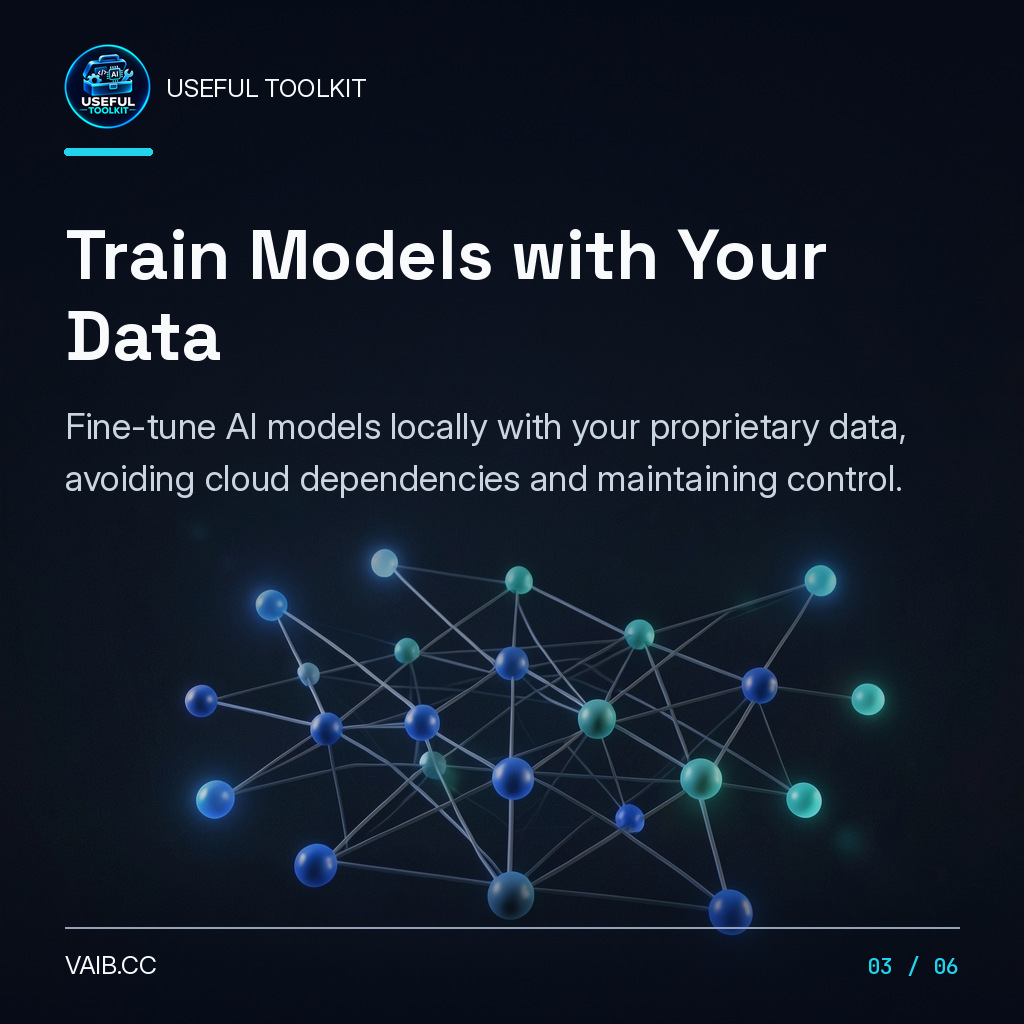 AI
USEFUL
TOOLKIT
USEFUL TOOLKIT
Train Models with Your
Data
Fine-tune AI models locally with your proprietary data,
avoiding cloud dependencies and maintaining control.
VAIB.CC
03 / 06